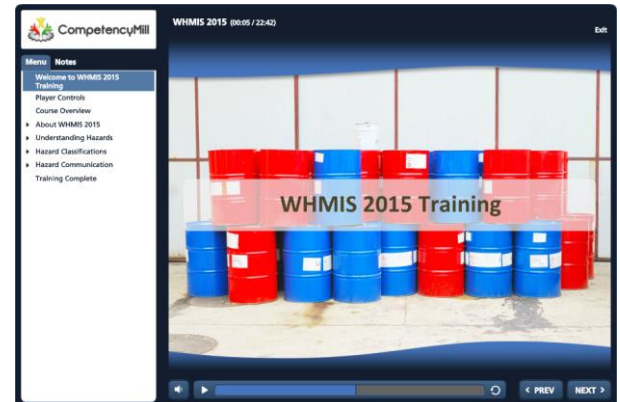 CompetencyMill
WHMIS 2015 (00:05 / 22:42)
Exit
Menu Notes
Welcome to WHMIS 2015
Training
Player Controls
Course Overview
About WHMIS 2015
Understanding Hazards
Hazard Classifications
Hazard Communication
Training Complete
WHMIS 2015 Training
< PREV NEXT >